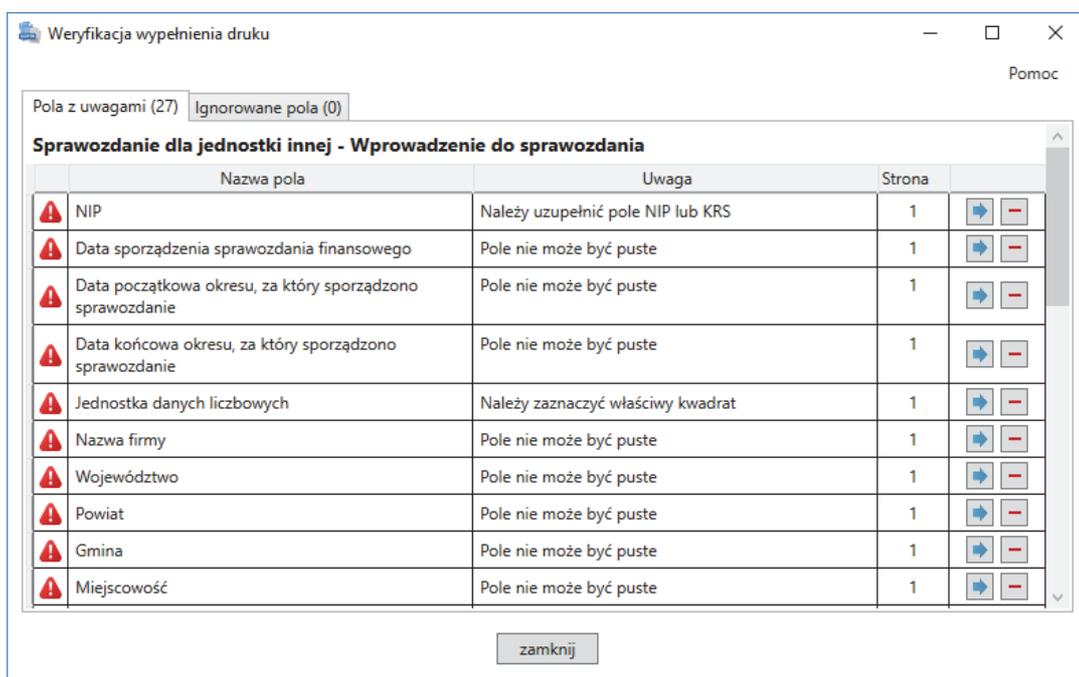 Weryfikacja wypełnienia druku
Pomoc
Pola z uwagami (27) Ignorowane pola (0)
Sprawozdanie dla jednostki innej - Wprowadzenie do sprawozdania
Nazwa pola Uwaga Strona
NIP Należy uzupełnić pole NIP lub KRS 1
Data sporządzenia sprawozdania finansowego Pole nie może być puste 1
Data początkowa okresu, za który sporządzono Pole nie może być puste 1
sprawozdanie
Data końcowa okresu, za który sporządzono Pole nie może być puste 1
sprawozdanie
Jednostka danych liczbowych Należy zaznaczyć właściwy kwadrat 1
Nazwa firmy Pole nie może być puste 1
Województwo Pole nie może być puste 1
Powiat Pole nie może być puste 1
Gmina Pole nie może być puste 1
Miejscowość Pole nie może być puste 1
zamknij